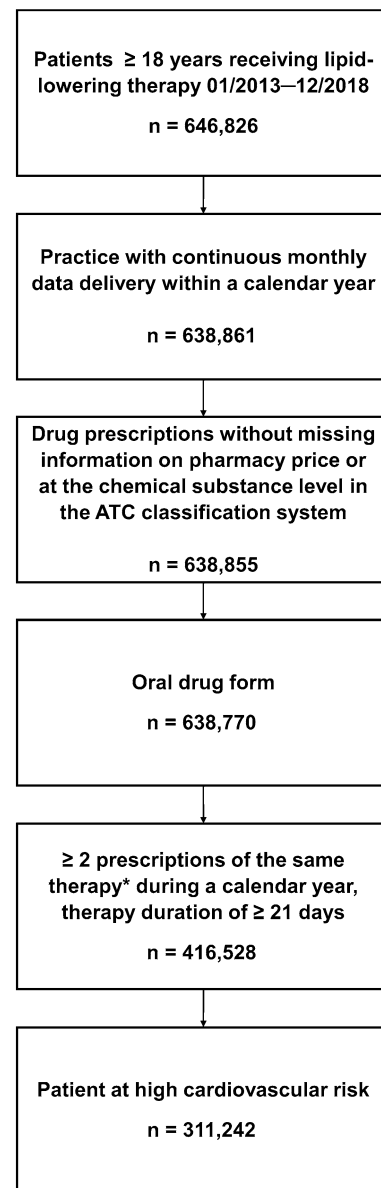 Patients ≥ 18 years receiving lipid-
lowering therapy 01/2013—12/2018
n = 646,826
Practice with continuous monthly
data delivery within a calendar year
n = 638,861
Drug prescriptions without missing
information on pharmacy price or
at the chemical substance level in
the ATC classification system
n = 638,855
Oral drug form
n = 638,770
≥ 2 prescriptions of the same
therapy* during a calendar year,
therapy duration of ≥ 21 days
n = 416,528
Patient at high cardiovascular risk
n = 311,242